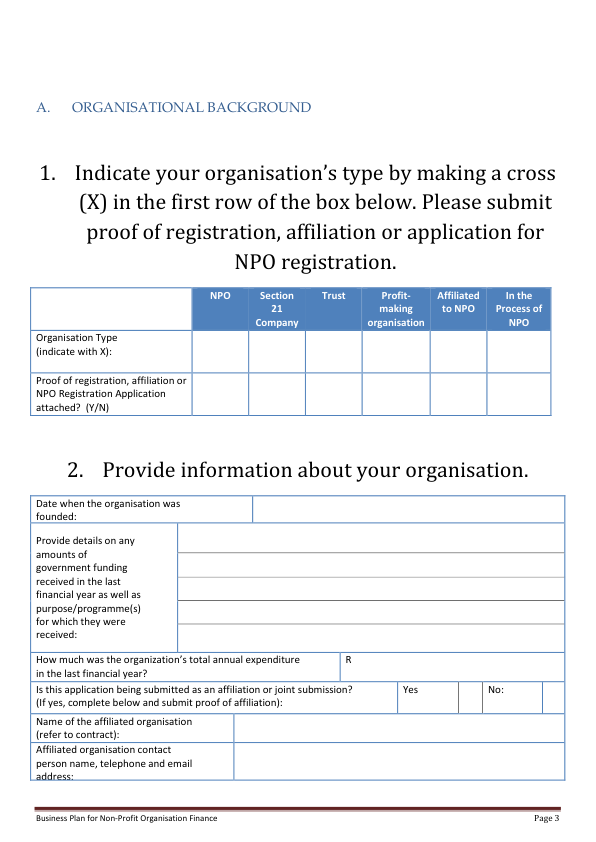 A. ORGANISATIONAL BACKGROUND
1. Indicate your organisation’s type by making a cross
(X) in the first row of the box below. Please submit
proof of registration, affiliation or application for
NPO registration.
NPO Section Trust Profit- Affiliated In the
21 making to NPO Process of
Company organisation NPO
Organisation Type
(indicate with X):
Proof of registration, affiliation or
NPO Registration Application
attached? (Y/N)
2. Provide information about your organisation.
Date when the organisation was
founded:
Provide details on any
amounts of
government funding
received in the last
financial year as well as
purpose/programme(s)
for which they were
received:
How much was the organization’s total annual expenditure R
in the last financial year?
Is this application being submitted as an affiliation or joint submission? Yes No:
(If yes, complete below and submit proof of affiliation):
Name of the affiliated organisation
(refer to contract):
Affiliated organisation contact
person name, telephone and email
address:
Business Plan for Non-Profit Organisation Finance Page 3